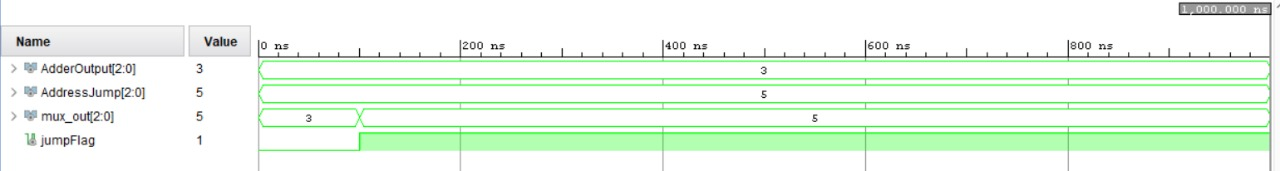 1,000.000 ns
Name Value 0 ns 200 ns 400 ns 600 ns 800 ns
AdderOutput[2:0] 3 3
AddressJump[2:0] 5 5
mux_out[2:0] 5 3 5
jumpFlag 1